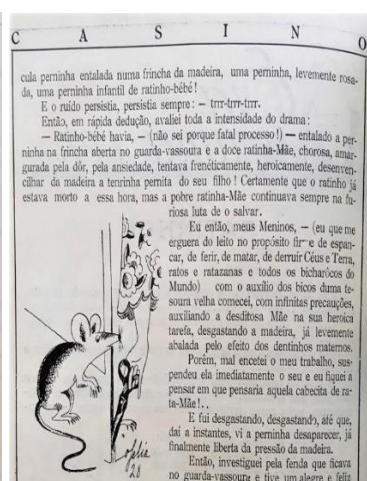 C A S I N O
cula perninha entalada numa frincha da madeira, uma perninha, levemente rosa-
da, uma perninha infantil de ratinho-bébé!
E o ruído persistia, persistia sempre: — trrr-trrr-trrr.
Então, em rápida dedução, avaliei toda a intensidade do drama:
— Ratinho-bébé havia, — (não sei porque fatal processo!) — entalado a per-
ninha na frincha aberta no guarda-vassoura e a doce ratinha-Mãe, chorosa, amar-
gurada pela dôr, pela ansiedade, tentava frenéticamente, heroicamente, desenven-
cilhar da madeira a tenrinha pernita do seu filho! Certamente que o ratinho já
estava morto a essa hora, mas a pobre ratinha-Mãe continuava sempre na fu-
riosa luta de o salvar.
Eu então, meus Meninos, — (eu que me
erguera do leito no propósito fir e de espan-
car, de ferir, de matar, de derruir Céus e Terra,
ratos e ratazanas e todos os bicharôcos do
Mundo) com o auxílio dos bicos duma te-
soura velha comecei, com infinitas precauções,
auxiliando a desditosa Mãe na sua heroica
tarefa, desgastando a madeira, já levemente
abalada pelo efeito dos dentinhos maternos.
Porém, mal encetei o meu trabalho, sus-
pendeu ela imediatamente o seu e eu fiquei a
pensar em que pensaria aquela cabecita de ra-
ta-Mãe!..
E fui desgastando, desgastando, até que,
daí a instantes, vi a perninha desaparecer, já
finalmente liberta da pressão da madeira.
Então, investiguei pela fenda que ficava
no guarda-vassoura e tive um alegre e feliz